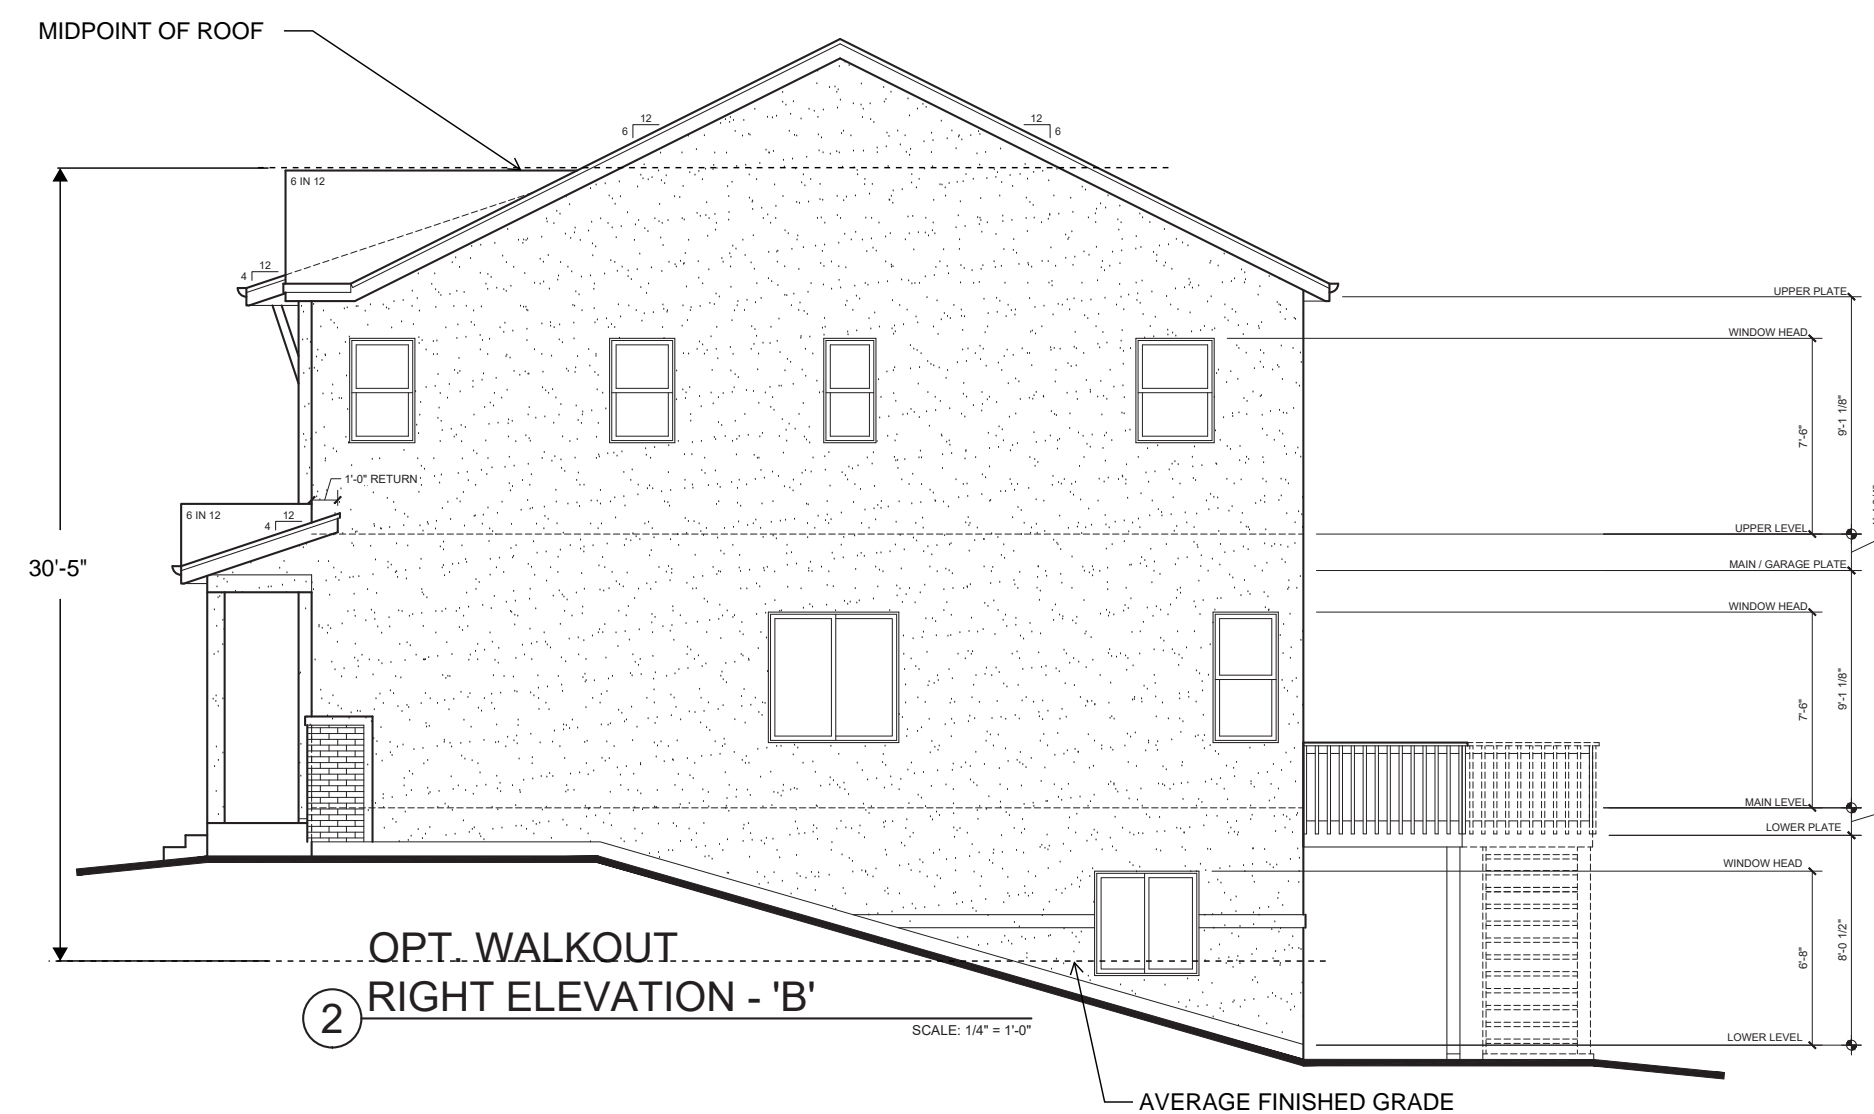 MIDPOINT OF ROOF
12
6
12
6
6 IN 12
12
4
UPPER PLATE
WINDOW HEAD
9'-1 1/8"
7'-6"
1'-0" RETURN
6 IN 12
12
4
UPPER LEVEL
30'-5"
MAIN / GARAGE PLATE
WINDOW HEAD
9'-1 1/8"
7'-6"
MAIN LEVEL
LOWER PLATE
WINDOW HEAD
8'-0 1/2"
6'-8"
OPT. WALKOUT
RIGHT ELEVATION - 'B'
2
SCALE: 1/4" = 1'-0"
LOWER LEVEL
AVERAGE FINISHED GRADE